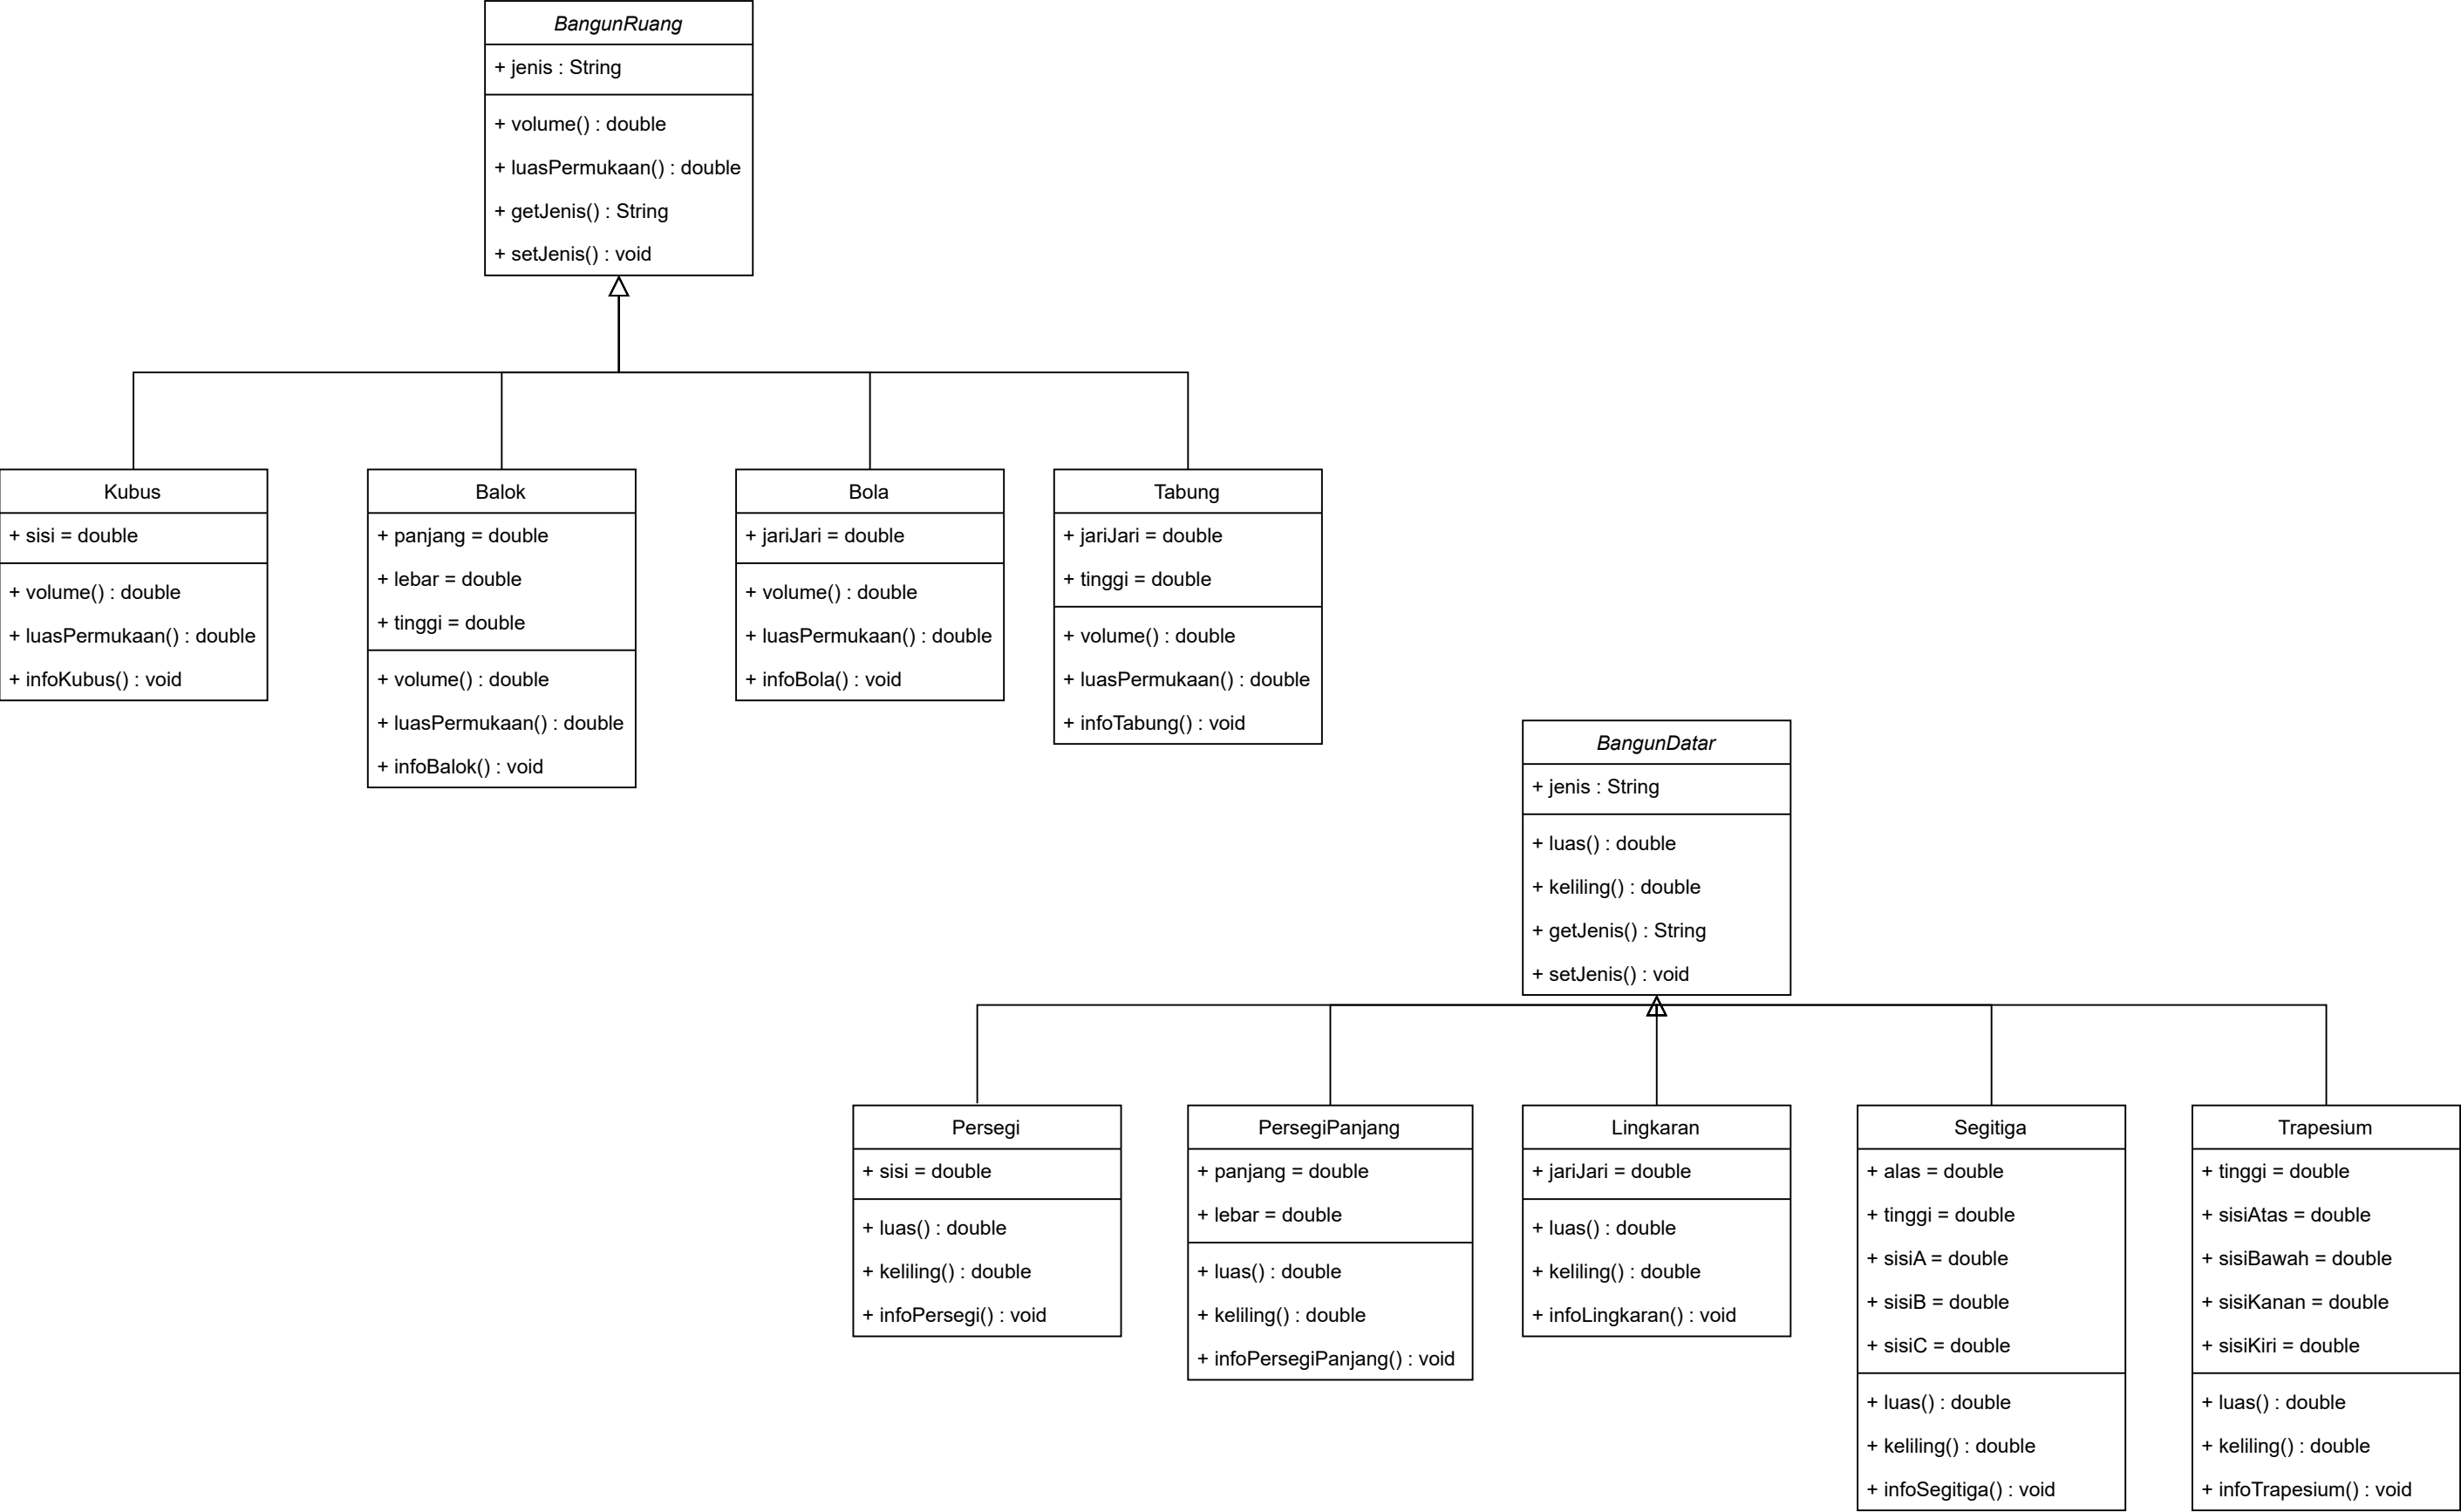 BangunRuang
+ jenis : String
+ volume() : double
+ luasPermukaan() : double
+ getJenis() : String
+ setJenis() : void
Kubus
+ sisi = double
+ volume() : double
+ luasPermukaan() : double
+ infoKubus() : void
Balok
+ panjang = double
+ lebar = double
+ tinggi = double
+ volume() : double
+ luasPermukaan() : double
+ infoBalok() : void
Bola
+ jariJari = double
+ volume() : double
+ luasPermukaan() : double
+ infoBola() : void
Tabung
+ jariJari = double
+ tinggi = double
+ volume() : double
+ luasPermukaan() : double
+ infoTabung() : void
BangunDatar
+ jenis : String
+ luas() : double
+ keliling() : double
+ getJenis() : String
+ setJenis() : void
Persegi
+ sisi = double
+ luas() : double
+ keliling() : double
+ infoPersegi() : void
PersegiPanjang
+ panjang = double
+ lebar = double
+ luas() : double
+ keliling() : double
+ infoPersegiPanjang() : void
Lingkaran
+ jariJari = double
+ luas() : double
+ keliling() : double
+ infoLingkaran() : void
Segitiga
+ alas = double
+ tinggi = double
+ sisiA = double
+ sisiB = double
+ sisiC = double
+ luas() : double
+ keliling() : double
+ infoSegitiga() : void
Trapesium
+ tinggi = double
+ sisiAtas = double
+ sisiBawah = double
+ sisiKanan = double
+ sisiKiri = double
+ luas() : double
+ keliling() : double
+ infoTrapesium() : void